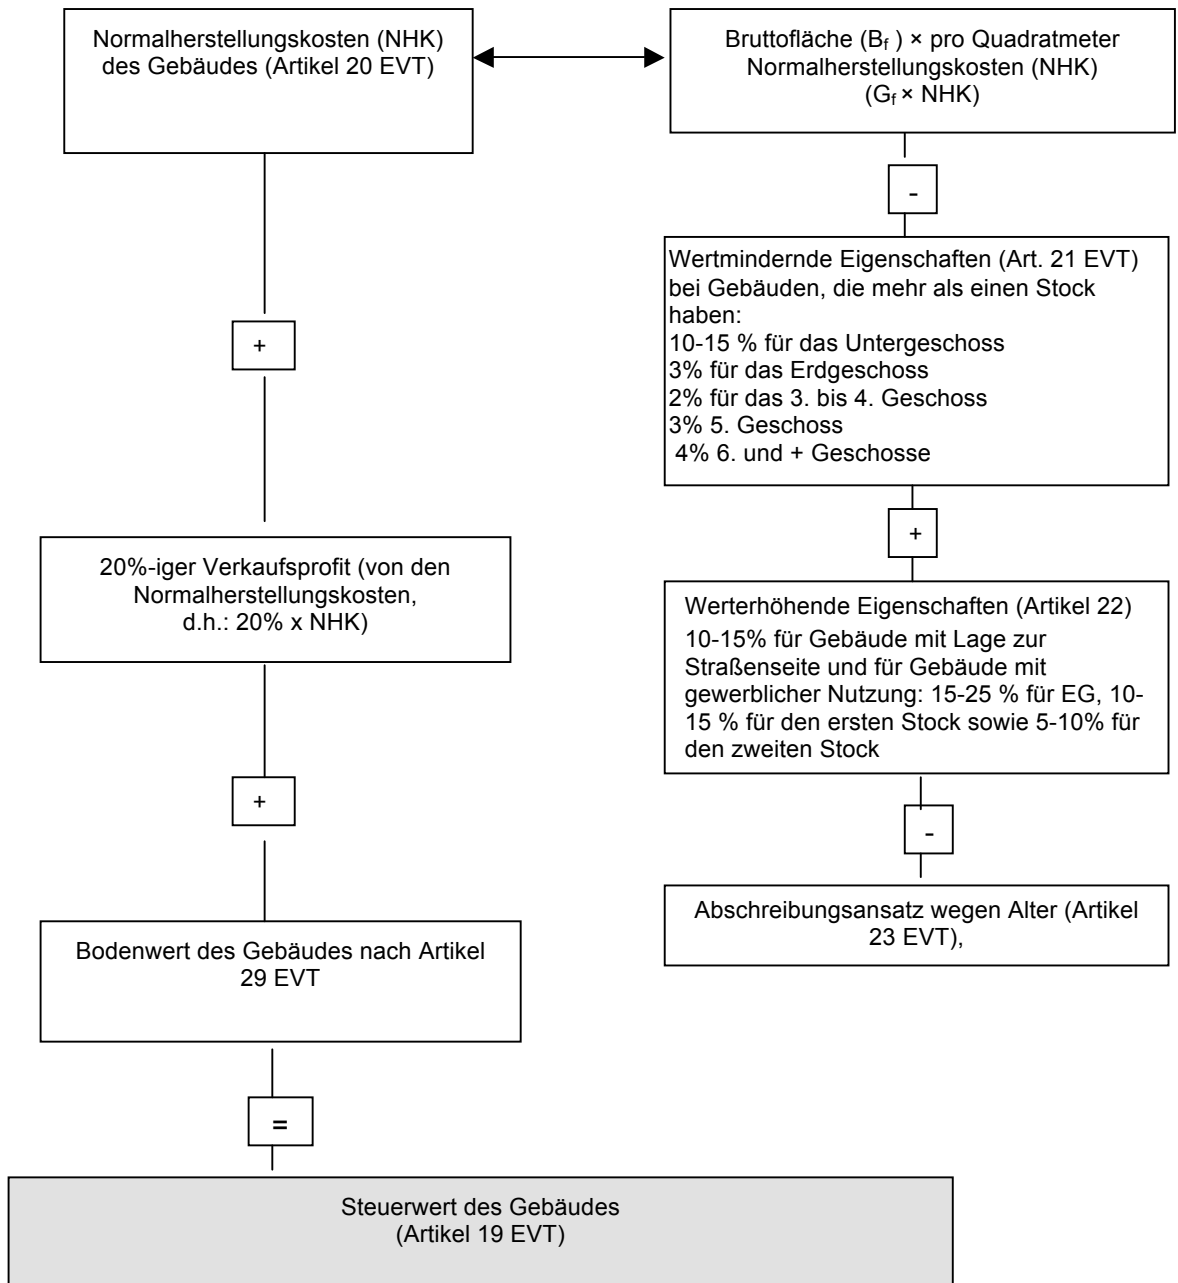 Normalherstellungskosten (NHK)
des Gebäudes (Artikel 20 EVT)
+
20%-iger Verkaufsprofit (von den
Normalherstellungskosten,
d.h.: 20% x NHK)
+
Bodenwert des Gebäudes nach Artikel
29 EVT
=
Steuerwert des Gebäudes
(Artikel 19 EVT)
Bruttofläche (Bf ) × pro Quadratmeter
Normalherstellungskosten (NHK)
(Gf × NHK)
-
Wertmindernde Eigenschaften (Art. 21 EVT)
bei Gebäuden, die mehr als einen Stock
haben:
10-15 % für das Untergeschoss
3% für das Erdgeschoss
2% für das 3. bis 4. Geschoss
3% 5. Geschoss
4% 6. und + Geschosse
+
Werterhöhende Eigenschaften (Artikel 22)
10-15% für Gebäude mit Lage zur
Straßenseite und für Gebäude mit
gewerblicher Nutzung: 15-25 % für EG, 10-
15 % für den ersten Stock sowie 5-10% für
den zweiten Stock
-
Abschreibungsansatz wegen Alter (Artikel
23 EVT),